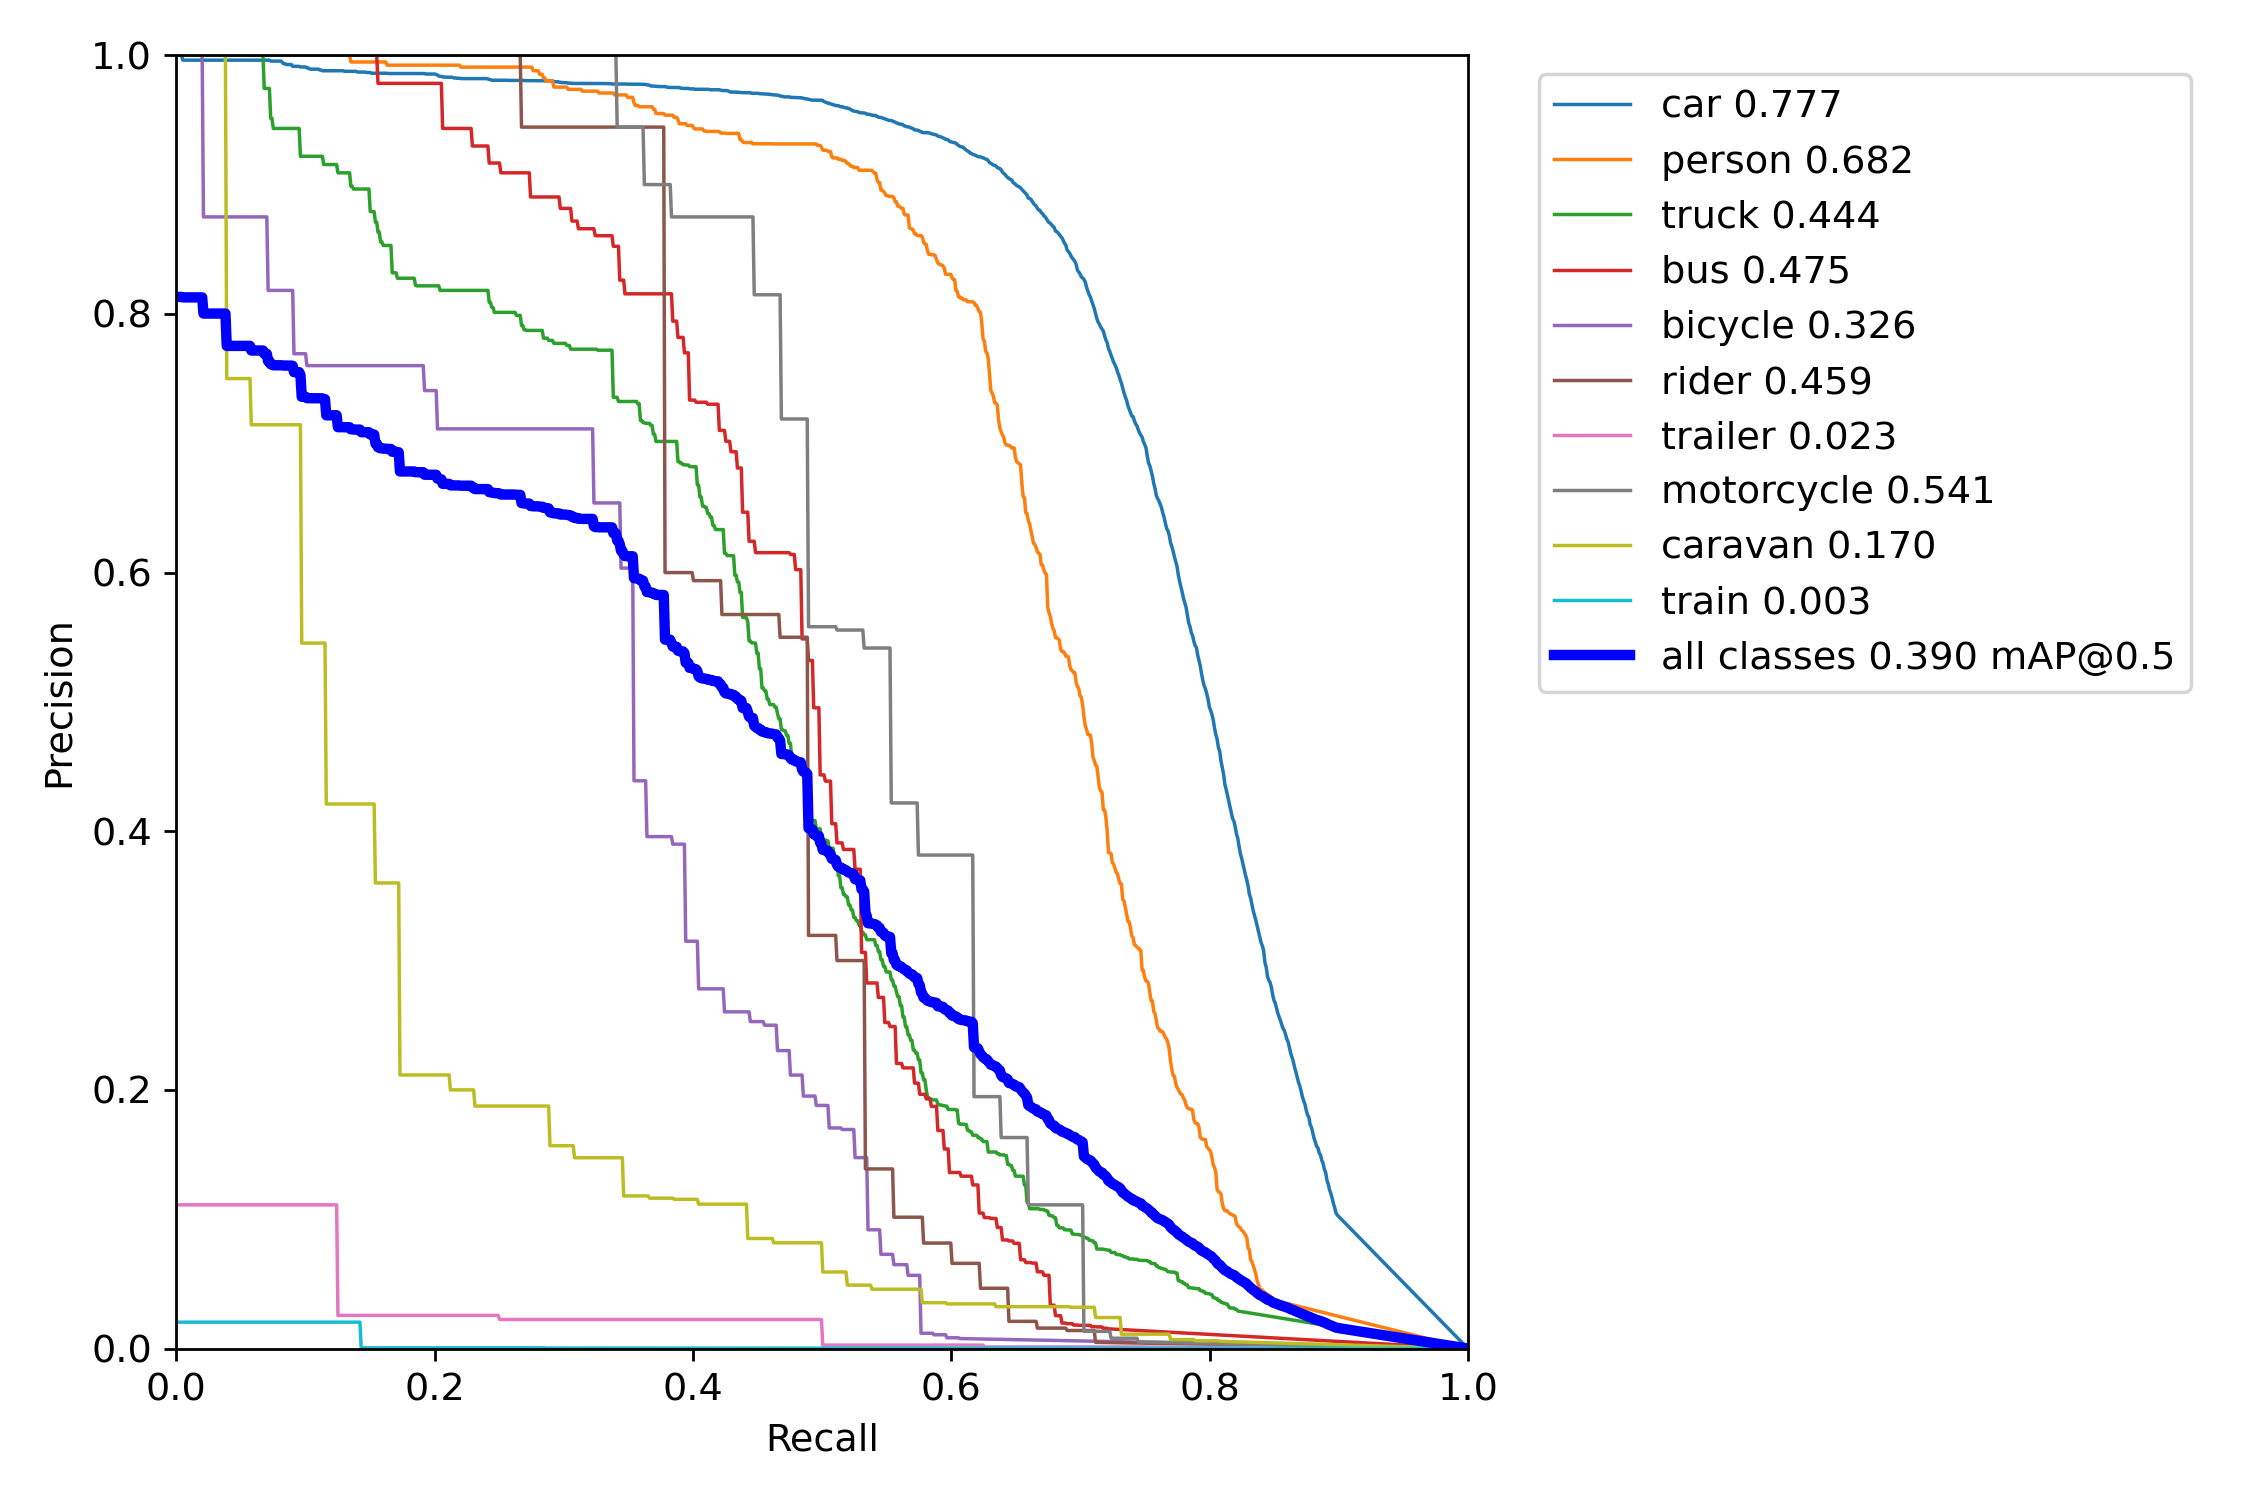 1.0
0.8
0.6
0.4
0.2
0.0
Precision
0.0 0.2 0.4 0.6 0.8 1.0
Recall
car 0.777
person 0.682
truck 0.444
bus 0.475
bicycle 0.326
rider 0.459
trailer 0.023
motorcycle 0.541
caravan 0.170
train 0.003
all classes 0.390 mAP@0.5